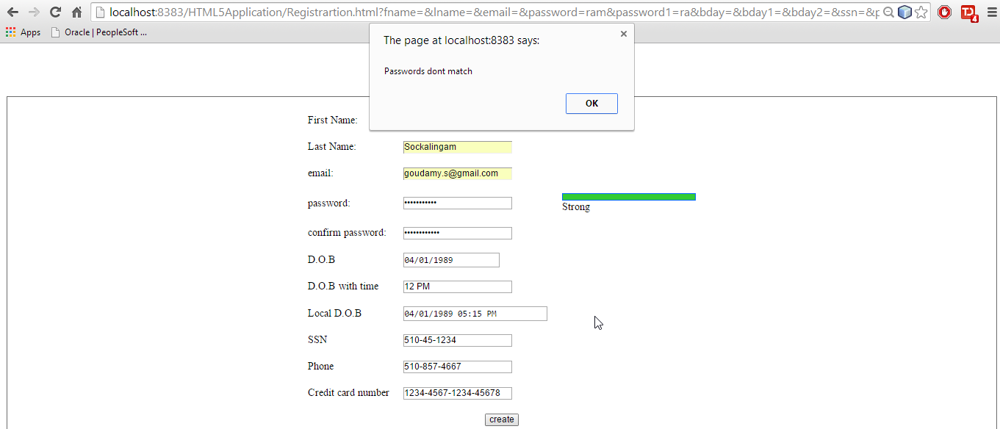 localhost:8383/HTML5Application/Registrartion.html?fname=&lname=&email=&password=ram&password1=ra&bday=&bday1=&bday2=&ssn=&p
Apps Oracle | PeopleSoft ...
TD 4
The page at localhost:8383 says:
Passwords dont match
OK
First Name:
Last Name: Sockalingam
email: goudamy.s@gmail.com
password: •••••••••••
Strong
confirm password: ••••••••••••
D.O.B 04/01/1989
D.O.B with time 12 PM
Local D.O.B 04/01/1989 05:15 PM
SSN 510-45-1234
Phone 510-857-4667
Credit card number 1234-4567-1234-45678
create